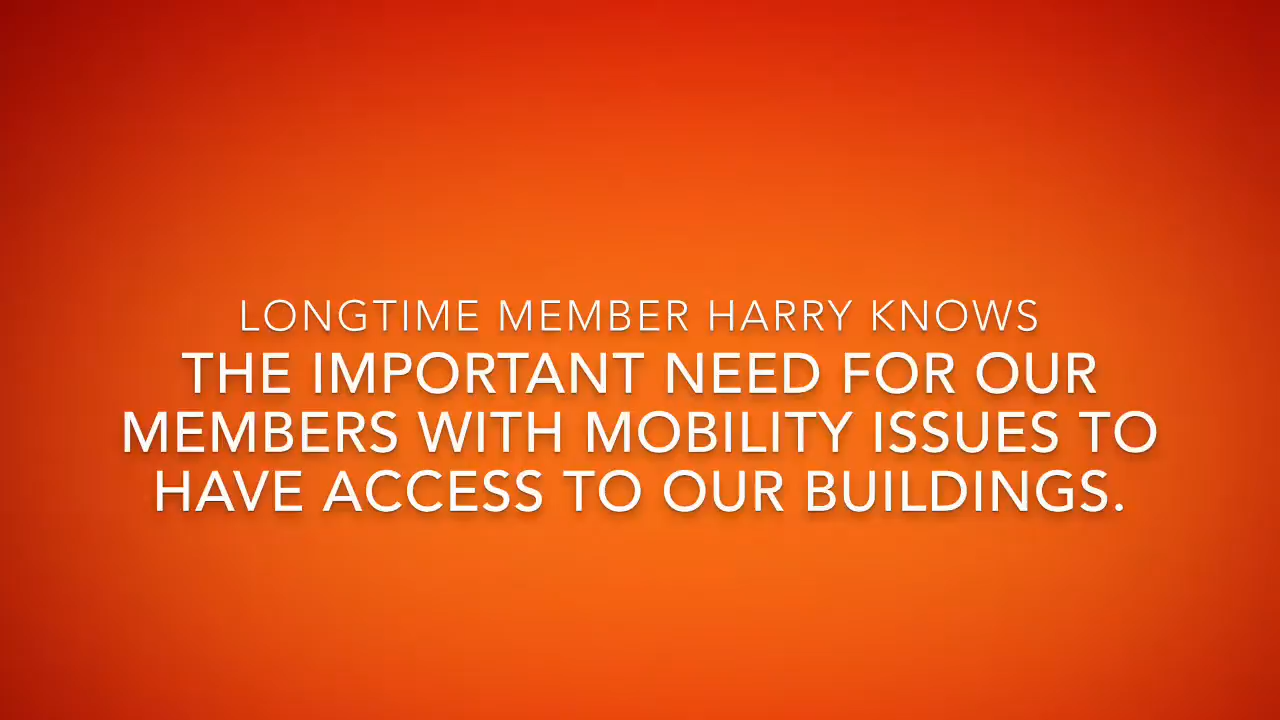 LONGTIME MEMBER HARRY KNOWS
THE IMPORTANT NEED FOR OUR
MEMBERS WITH MOBILITY ISSUES TO
HAVE ACCESS TO OUR BUILDINGS.